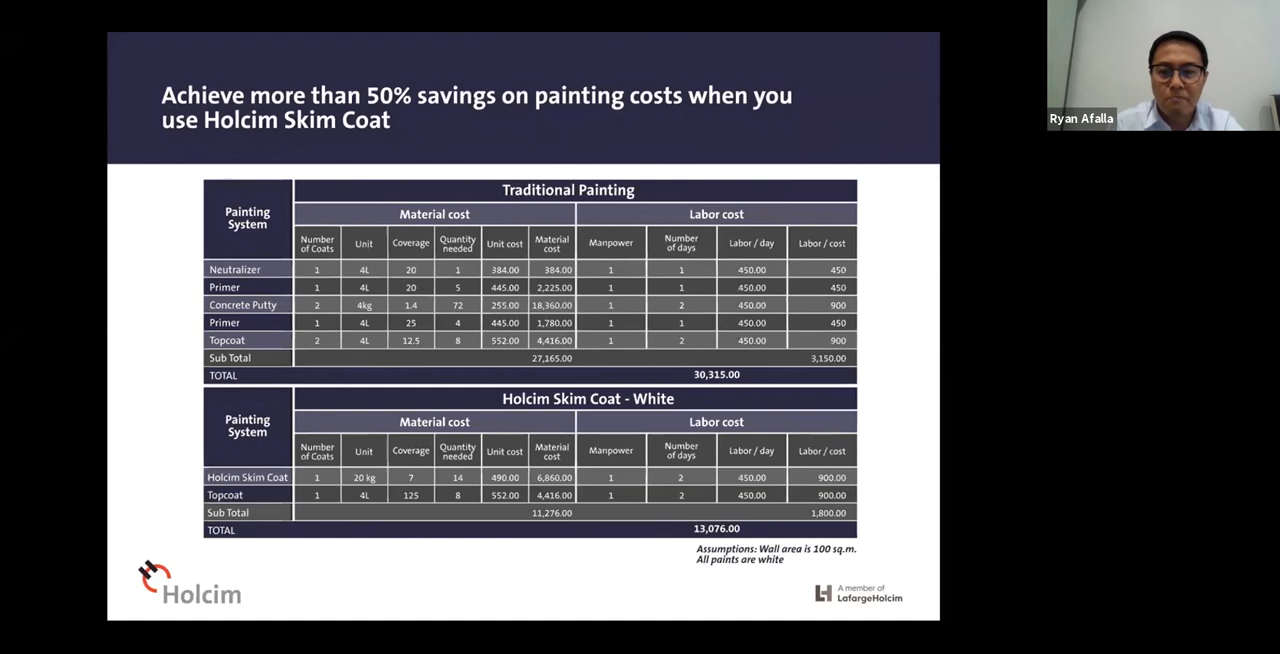 Achieve more than 50% savings on painting costs when you
use Holcim Skim Coat
Ryan Afalla
Painting System
Traditional Painting
Material cost Labor cost
Number of Coats Unit Coverage Quantity needed Unit cost Material cost Manpower Number of days Labor / day Labor / cost
Neutralizer 1 4L 20 1 384.00 384.00 1 1 450.00 450
Primer 1 4L 20 5 445.00 2,225.00 1 1 450.00 450
Concrete Putty 2 4kg 1.4 72 255.00 18,360.00 1 2 450.00 900
Primer 1 4L 25 4 445.00 1,780.00 1 1 450.00 450
Topcoat 2 4L 12.5 8 552.00 4,416.00 1 2 450.00 900
Sub Total 27,165.00 3,150.00
TOTAL 30,315.00
Painting System
Holcim Skim Coat - White
Material cost Labor cost
Number of Coats Unit Coverage Quantity needed Unit cost Material cost Manpower Number of days Labor / day Labor / cost
Holcim Skim Coat 1 20 kg 7 14 490.00 6,860.00 1 2 450.00 900.00
Topcoat 1 4L 125 8 552.00 4,416.00 1 2 450.00 900.00
Sub Total 11,276.00 1,800.00
TOTAL 13,076.00
Assumptions: Wall area is 100 sq.m.
All paints are white
Holcim
A member of
LafargeHolcim